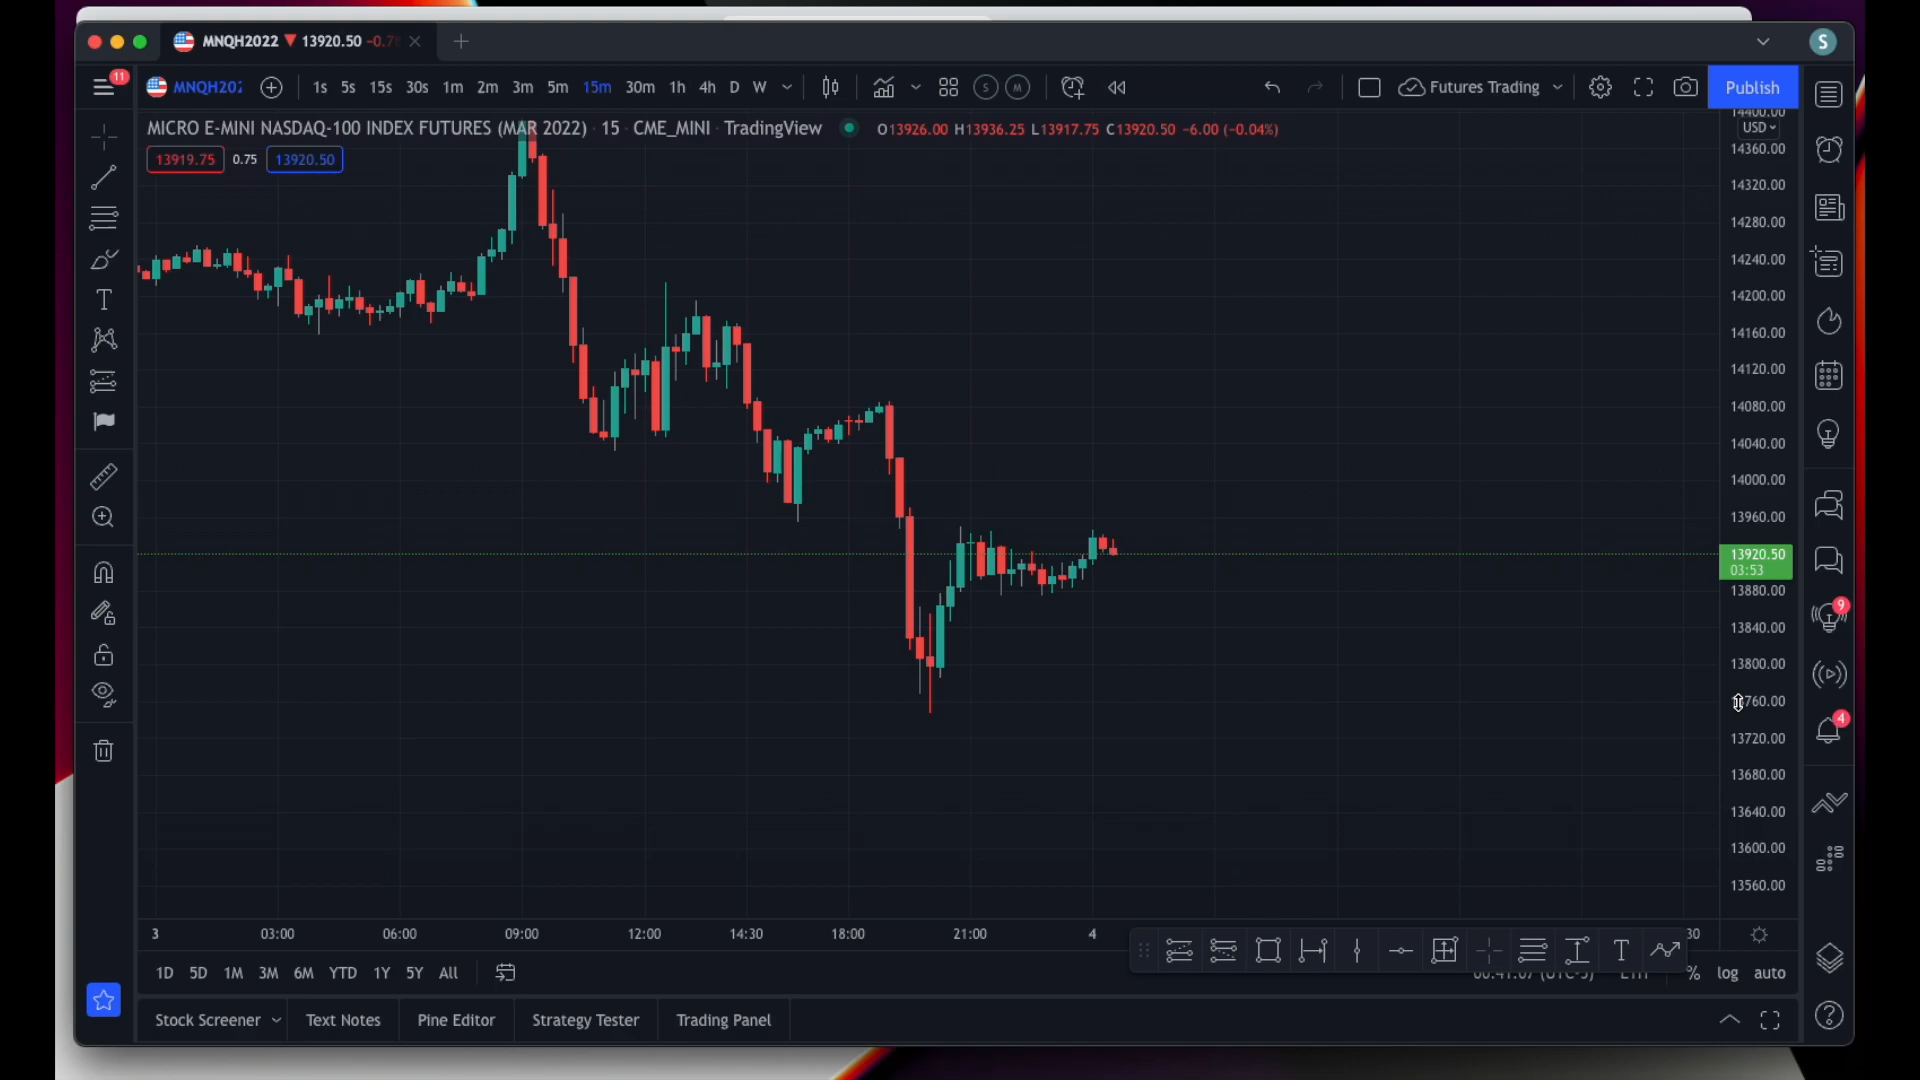 MNQH2022 ▼ 13920.50
S
11
MNQH202
1s 5s 15s 30s 1m 2m 3m 5m 15m 30m 1h 4h D W
S M
Futures Trading
Publish
MICRO E-MINI NASDAQ-100 INDEX FUTURES (MAR 2022) · 15 · CME_MINI · TradingView
O13926.00 H13936.25 L13917.75 C13920.50 −6.00 (−0.04%)
13919.75 0.75 13920.50
14400.00
USD
14360.00
14320.00
14280.00
14240.00
14200.00
14160.00
14120.00
14080.00
14040.00
14000.00
13960.00
13920.50
03:53
13880.00
13840.00
13800.00
13720.00
13680.00
13640.00
13600.00
13560.00
9
4
3 03:00 06:00 09:00 12:00 14:30 18:00 21:00 4
T
1D 5D 1M 3M 6M YTD 1Y 5Y All
% log auto
Stock Screener Text Notes Pine Editor Strategy Tester Trading Panel